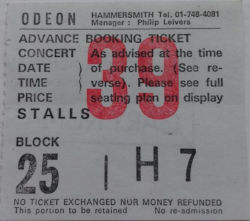 ODEON HAMMERSMITH Tel. 01-748-4081
Manager : Philip Leivers
ADVANCE BOOKING TICKET
CONCERT As advised at the time
DATE of purchase. (See re-
TIME verse). Please see full
PRICE seating plan on display
39
STALLS
BLOCK
25 H 7
NO TICKET EXCHANGED NOR MONEY REFUNDED
This portion to be retained No re-admission